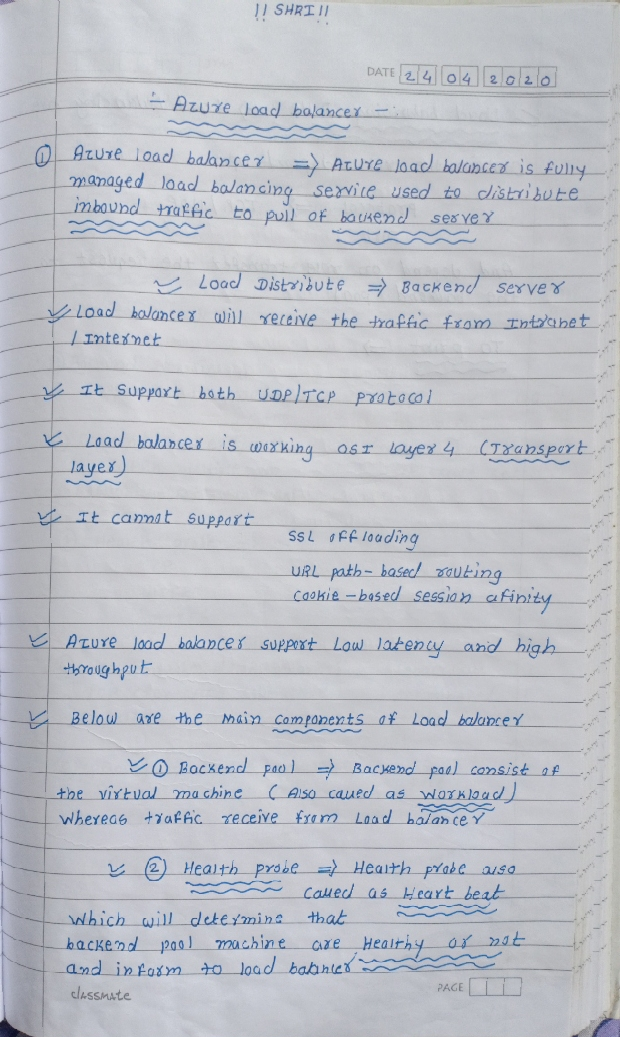 !! SHRI !!
DATE 24 04 2020
÷ Azure load balancer -:
① Azure load balancer => Azure load balancer is fully
managed load balancing service used to distribute
inbound traffic to pull of backend server
Load Distribute => Backend server
Load balancer will receive the traffic from Intranet
/ Internet
It Support both UDP/TCP protocol
Load balancer is working OSI Layer 4 (Transport
layer)
It cannot support
SSL offloading
URL path-based routing
cookie-based session afinity
Azure load balancer support Low latency and high
throughput
Below are the main components of Load balancer
① Backend pool => Backend pool consist of
the virtual machine (Also called as workload)
Whereas traffic receive from Load balancer
② Health probe => Health probe also
called as Heart beat
which will determine that
backend pool machine are Healthy or not
and inform to load balancer
classmate
PAGE